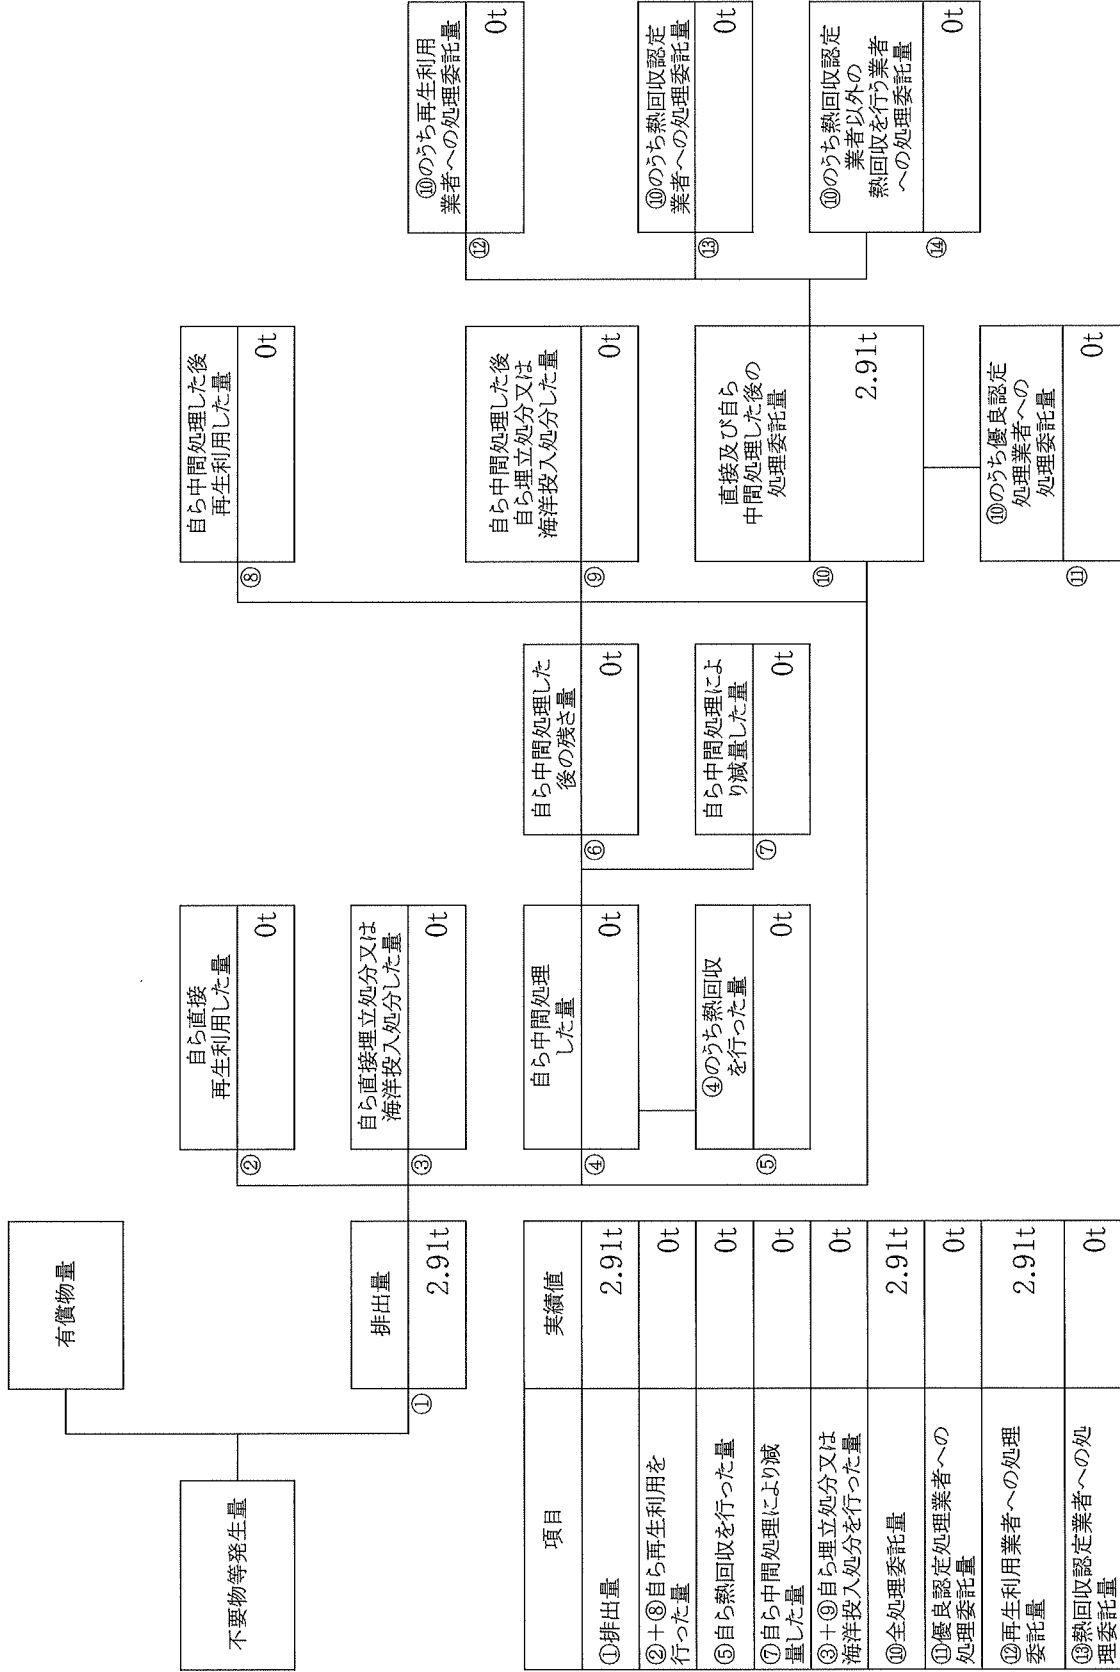 不要物等発生量
有償物量
排出量
①
2.91t
自ら直接
再生利用した量
②
0t
自ら直接埋立処分又は
海洋投入処分した量
③
0t
自ら中間処理
した量
④
0t
④のうち熱回収
を行った量
⑤
0t
自ら中間処理した
後の残さ量
⑥
0t
自ら中間処理によ
り減量した量
⑦
0t
自ら中間処理した後
再生利用した量
⑧
0t
自ら中間処理した後
自ら埋立処分又は
海洋投入処分した量
⑨
0t
直接及び自ら
中間処理した後の
処理委託量
⑩
2.91t
⑩のうち優良認定
処理業者への
処理委託量
⑪
0t
⑩のうち再生利用
業者への処理委託量
⑫
0t
⑩のうち熱回収認定
業者への処理委託量
⑬
0t
⑩のうち熱回収認定
業者以外の
熱回収を行う業者
への処理委託量
⑭
0t
項目 実績値
①排出量 2.91t
②+⑧自ら再生利用を
行った量 0t
⑤自ら熱回収を行った量 0t
⑦自ら中間処理により減
量した量 0t
③+⑨自ら埋立処分又は
海洋投入処分を行った量 0t
⑩全処理委託量 2.91t
⑪優良認定処理業者への
処理委託量 0t
⑫再生利用業者への処理
委託量 2.91t
⑬熱回収認定業者への処
理委託量 0t